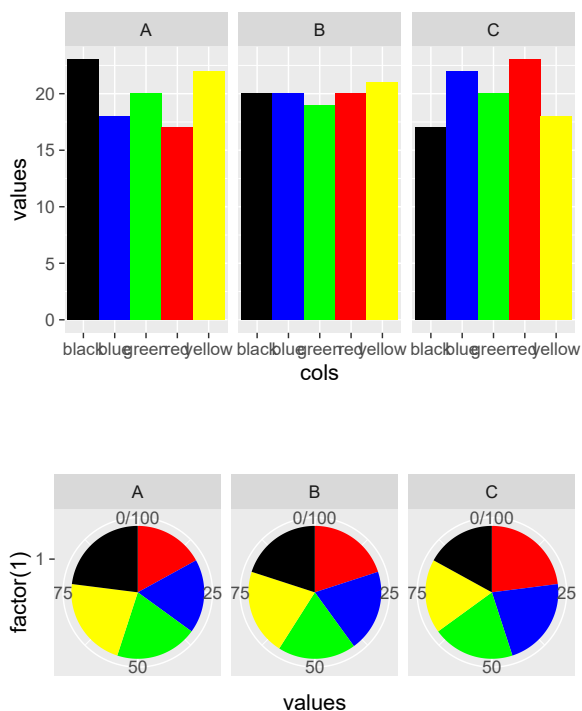 A B C
values
20
15
10
5
0
black blue green red yellow black blue green red yellow black blue green red yellow
cols
A B C
factor(1)
1
0/100 0/100 0/100
75 25 75 25 75 25
50 50 50
values